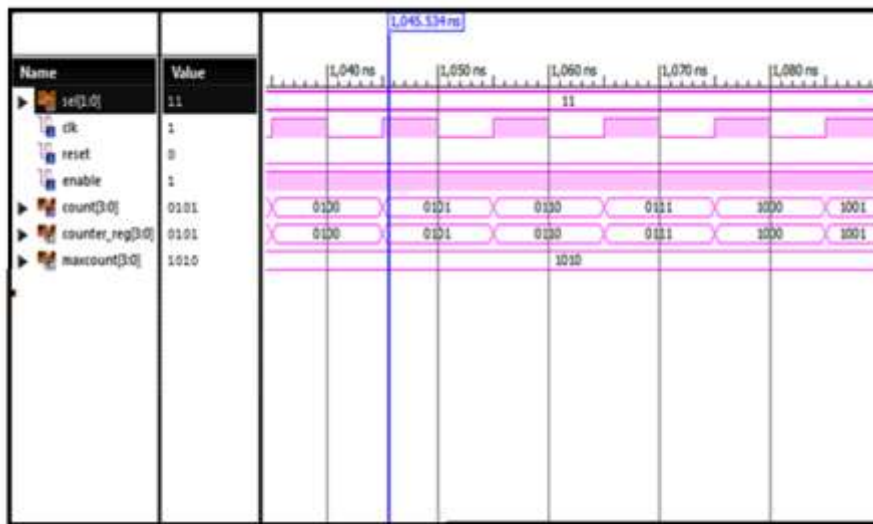 1,045.534 ns
Name Value
1,040 ns 1,050 ns 1,060 ns 1,070 ns 1,080 ns
sel[1:0] 11 11
clk 1
reset 0
enable 1
count[3:0] 0101 0100 0101 0110 0111 1000 1001
counter_reg[3:0] 0101 0100 0101 0110 0111 1000 1001
maxcount[3:0] 1010 1010